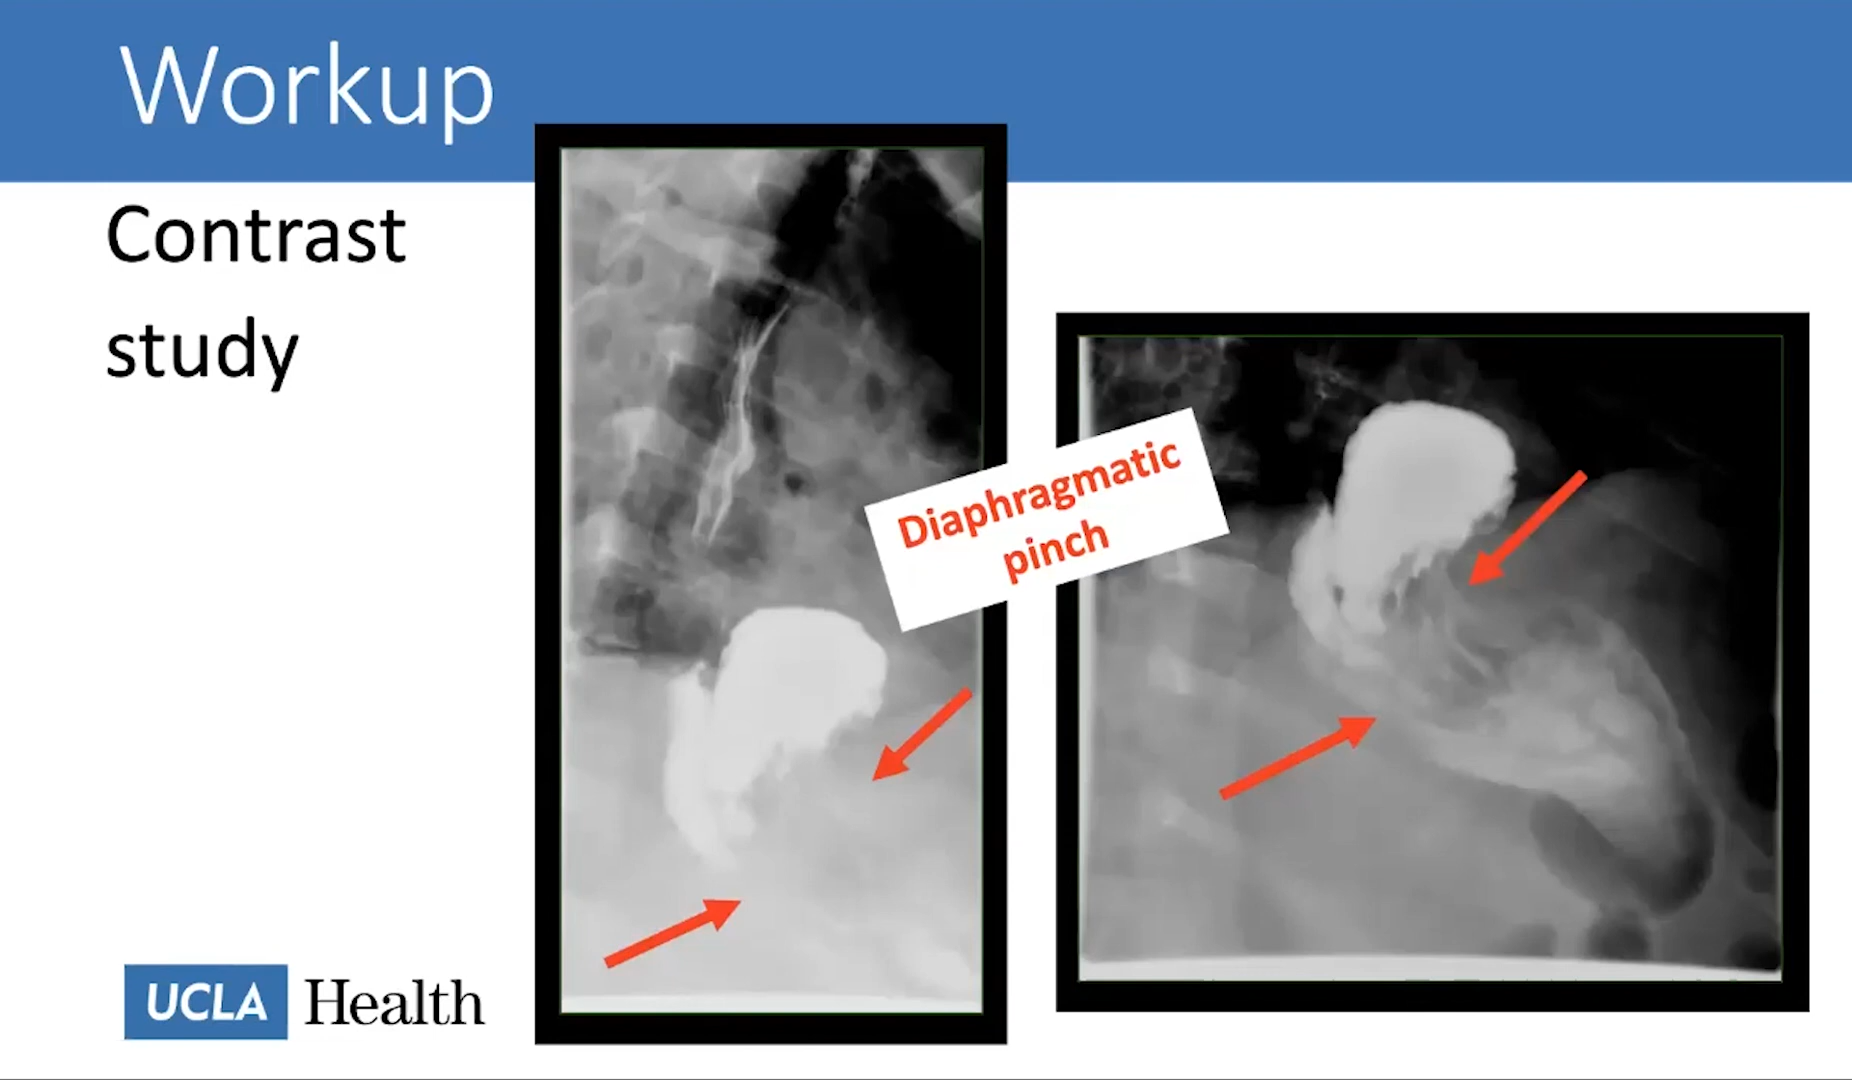 Workup
Contrast
study
Diaphragmatic
pinch
UCLA Health